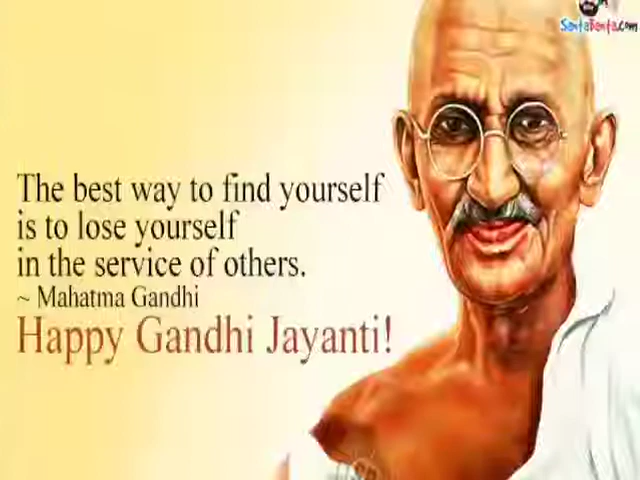 SantaBanta.com
The best way to find yourself
is to lose yourself
in the service of others.
~ Mahatma Gandhi
Happy Gandhi Jayanti!